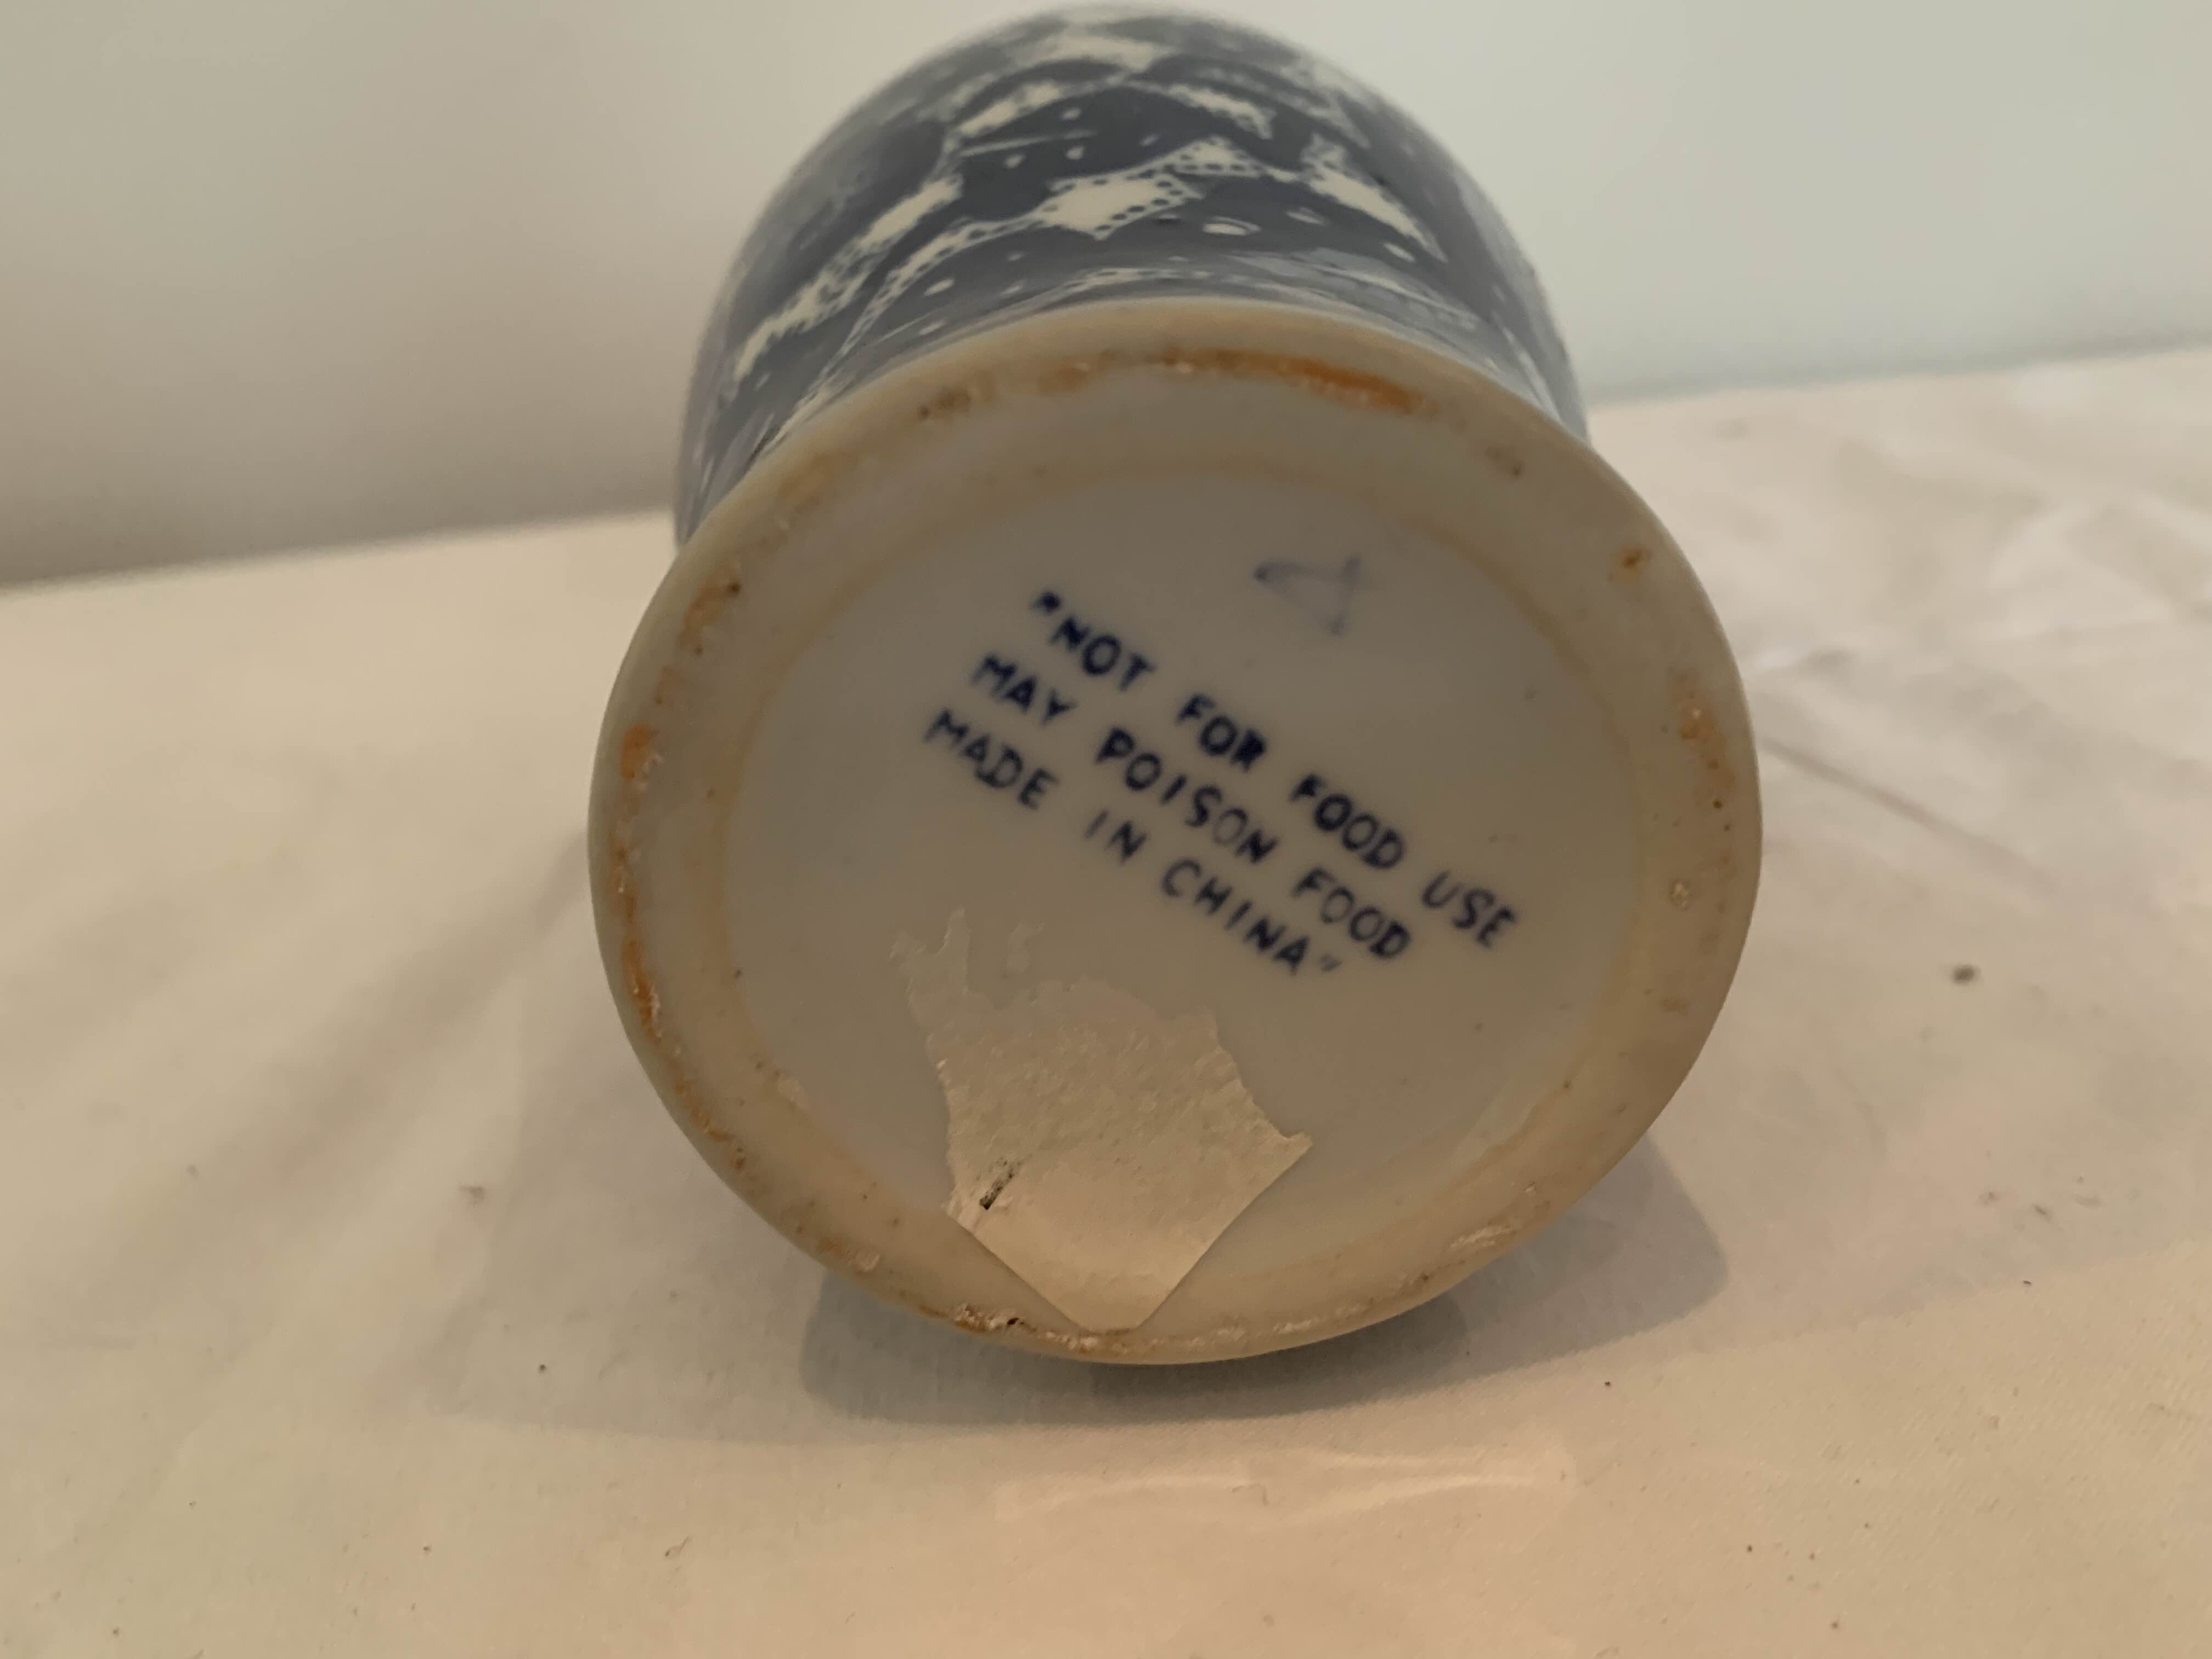 "NOT FOR FOOD USE
MAY POISON FOOD
MADE IN CHINA"